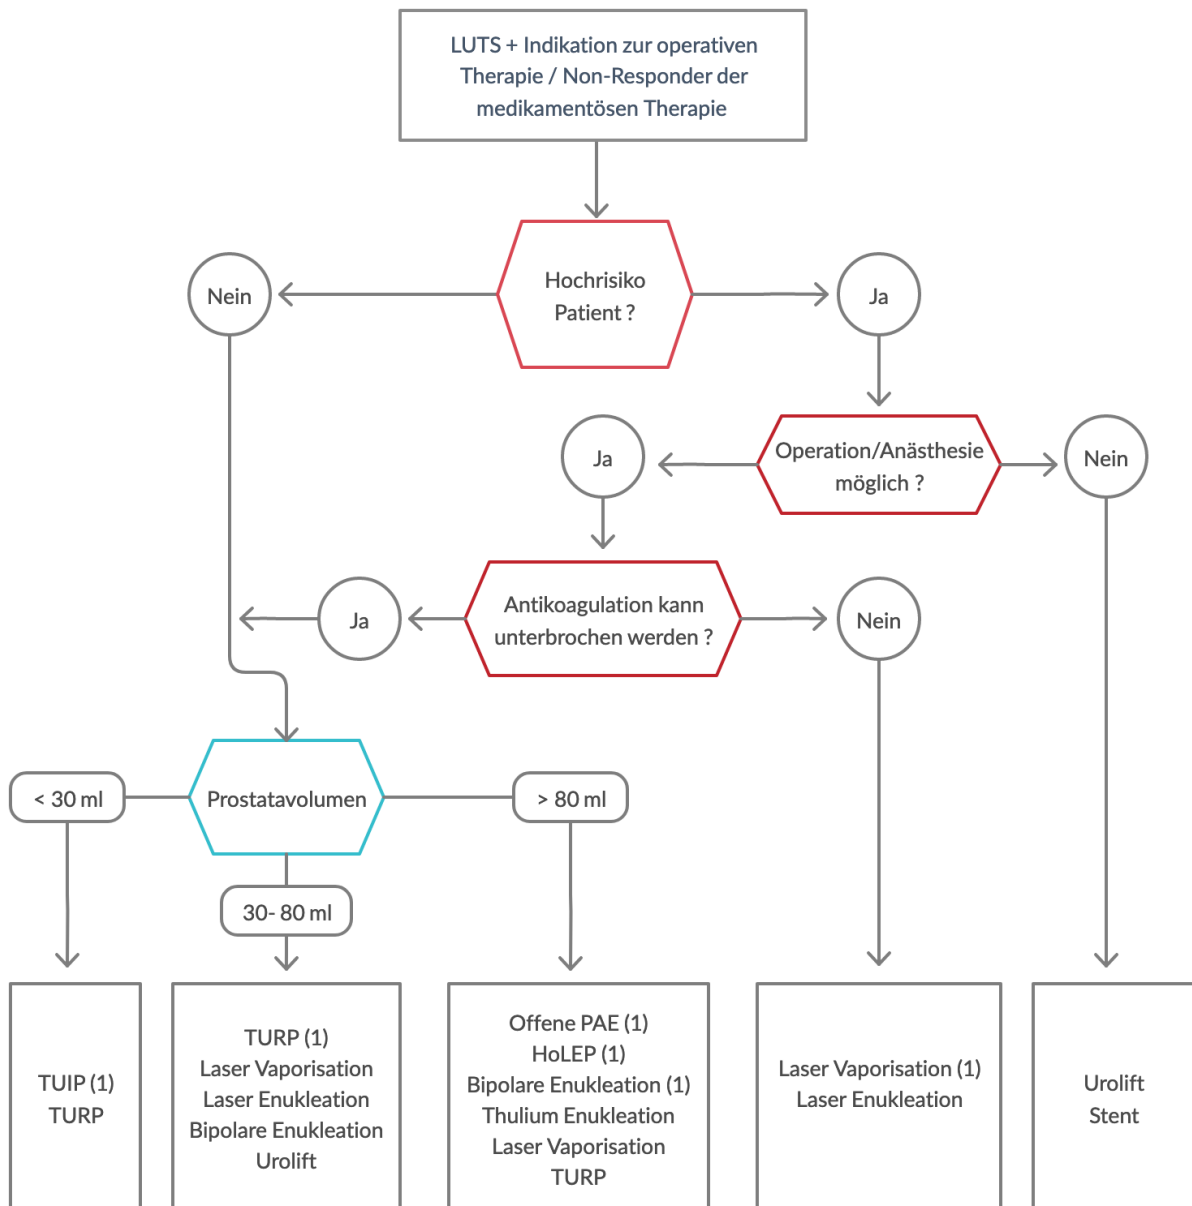 LUTS + Indikation zur operativen
Therapie / Non-Responder der
medikamentösen Therapie
Hochrisiko
Patient ?
Nein
Ja
Operation/Anästhesie
möglich ?
Ja
Nein
Antikoagulation kann
unterbrochen werden ?
Ja
Nein
Prostatavolumen
< 30 ml
> 80 ml
30- 80 ml
TUIP (1)
TURP
TURP (1)
Laser Vaporisation
Laser Enukleation
Bipolare Enukleation
Urolift
Offene PAE (1)
HoLEP (1)
Bipolare Enukleation (1)
Thulium Enukleation
Laser Vaporisation
TURP
Laser Vaporisation (1)
Laser Enukleation
Urolift
Stent